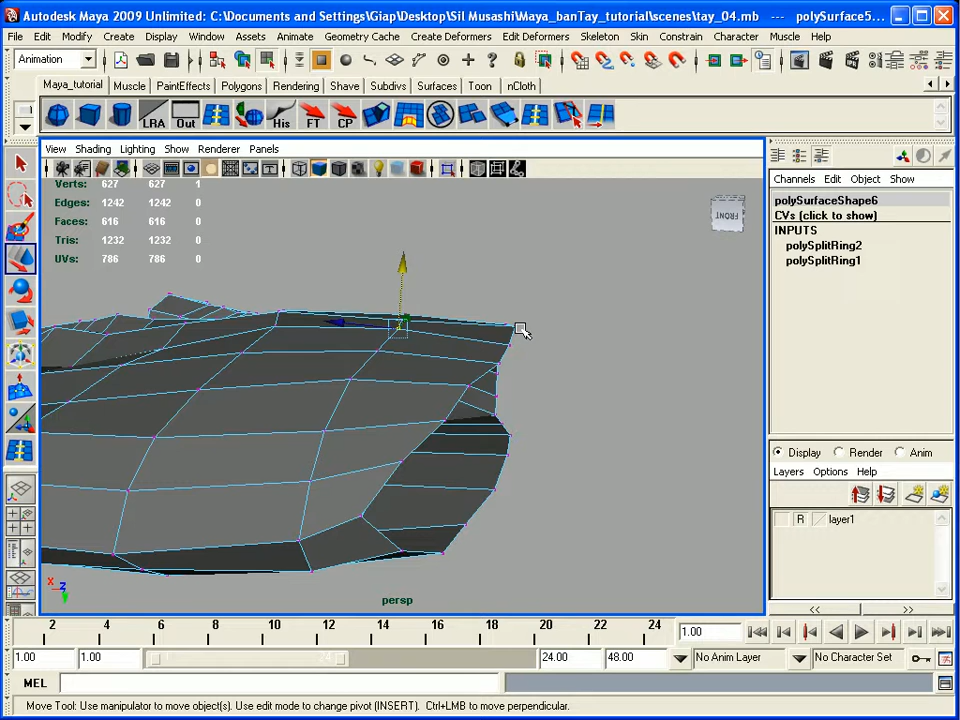 Autodesk Maya 2009 Unlimited: C:\Documents and Settings\Giap\Desktop\Sil Musashi\Maya_banTay_tutorial\scenes\tay_04.mb --- polySurface5...
File Edit Modify Create Display Window Assets Animate Geometry Cache Create Deformers Edit Deformers Skeleton Skin Constrain Character Muscle Help
Animation
Maya_tutorial Muscle PaintEffects Polygons Rendering Shave Subdivs Surfaces Toon nCloth
LRA Out His FT CP
View Shading Lighting Show Renderer Panels
Verts: 627 627 1
Edges: 1242 1242 0
Faces: 616 616 0
Tris: 1232 1232 0
UVs: 786 786 0
FRONT
x z
persp
Channels Edit Object Show
polySurfaceShape6
CVs (click to show)
INPUTS
polySplitRing2
polySplitRing1
Display Render Anim
Layers Options Help
R layer1
<< >>
2 4 6 8 10 12 14 16 18 20 22 24
1.00
1.00 1.00 24 24.00 48.00 No Anim Layer No Character Set
MEL
Move Tool: Use manipulator to move object(s). Use edit mode to change pivot (INSERT). Ctrl+LMB to move perpendicular.